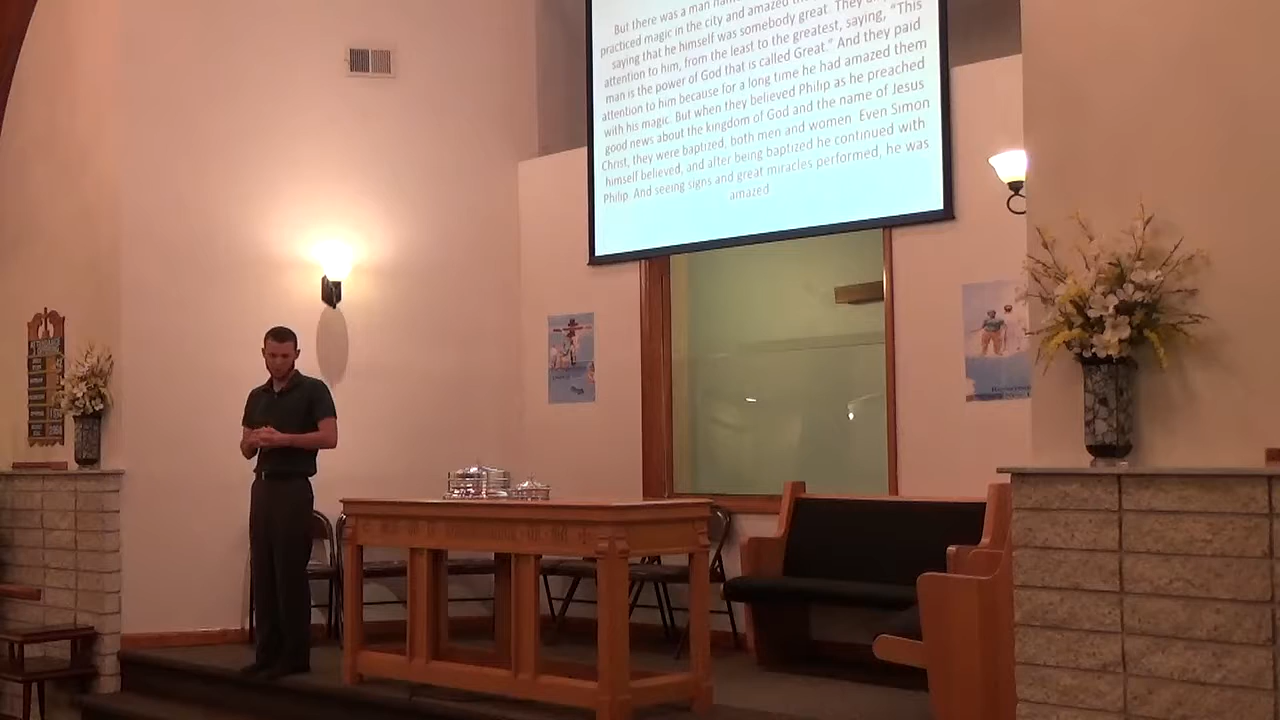 But there was a man
practiced magic in the city and amazed
saying that he himself was somebody great. They
attention to him, from the least to the greatest, saying, “This
man is the power of God that is called Great.” And they paid
attention to him because for a long time he had amazed them
with his magic. But when they believed Philip as he preached
good news about the kingdom of God and the name of Jesus
Christ, they were baptized, both men and women Even Simon
himself believed, and after being baptized he continued with
Philip. And seeing signs and great miracles performed, he was
amazed